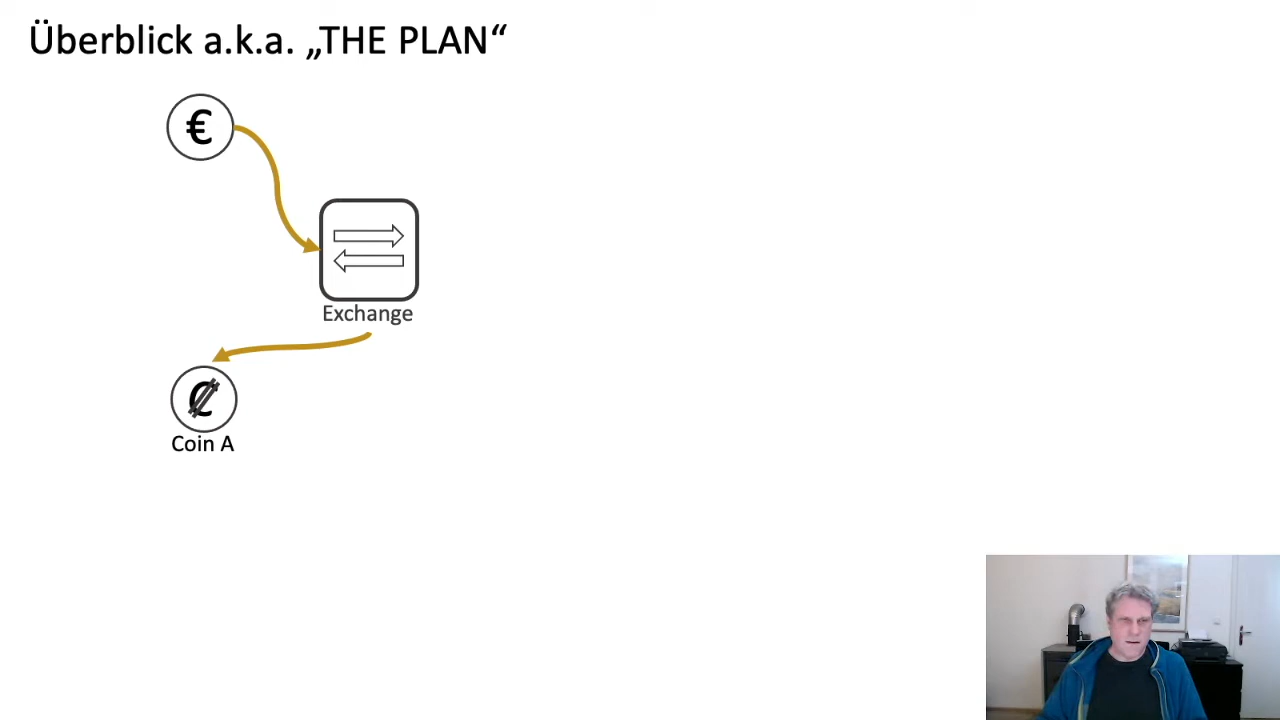 Überblick a.k.a. „THE PLAN“
€
Exchange
₡
Coin A